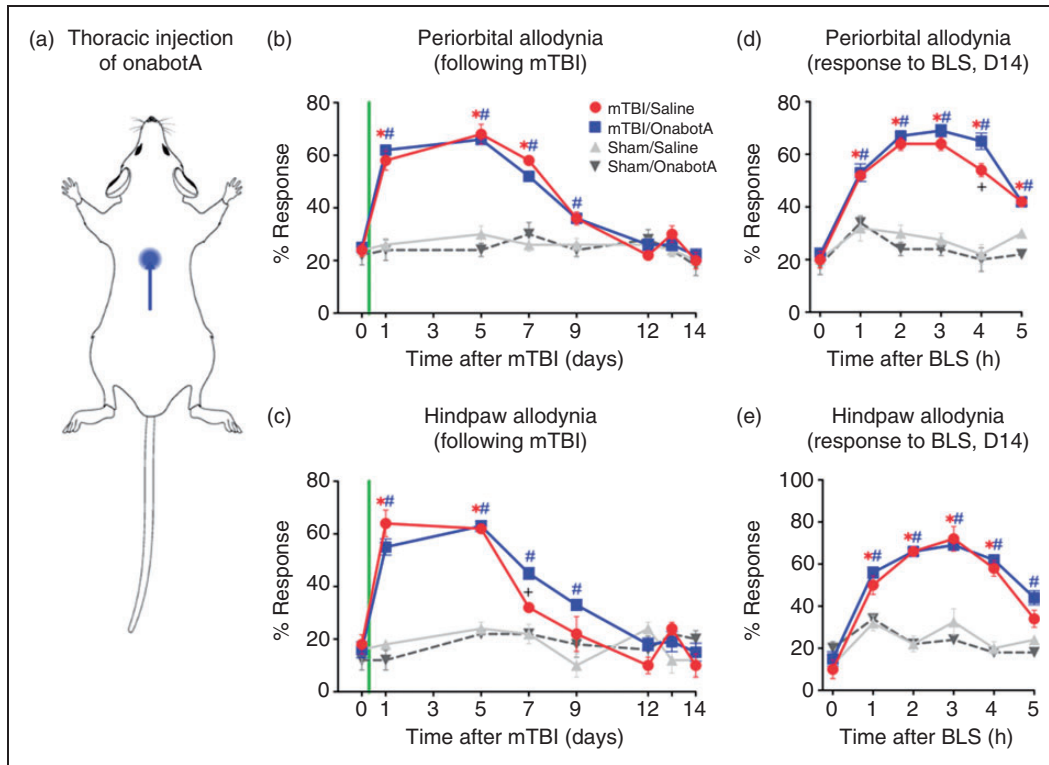 (a) Thoracic injection
of onabotA
(b) Periorbital allodynia
(following mTBI)
% Response
80
60
40
20
0
*#
*#
*#
#
mTBI/Saline
mTBI/OnabotA
Sham/Saline
Sham/OnabotA
0 1 3 5 7 9 12 14
Time after mTBI (days)
(c) Hindpaw allodynia
(following mTBI)
% Response
80
60
40
20
0
*#
*#
#
+
#
0 1 3 5 7 9 12 14
Time after mTBI (days)
(d) Periorbital allodynia
(response to BLS, D14)
% Response
80
60
40
20
0
*#
*#
*#
*#
+
*#
0 1 2 3 4 5
Time after BLS (h)
(e) Hindpaw allodynia
(response to BLS, D14)
% Response
100
80
60
40
20
0
*#
*#
*#
*#
#
0 1 2 3 4 5
Time after BLS (h)